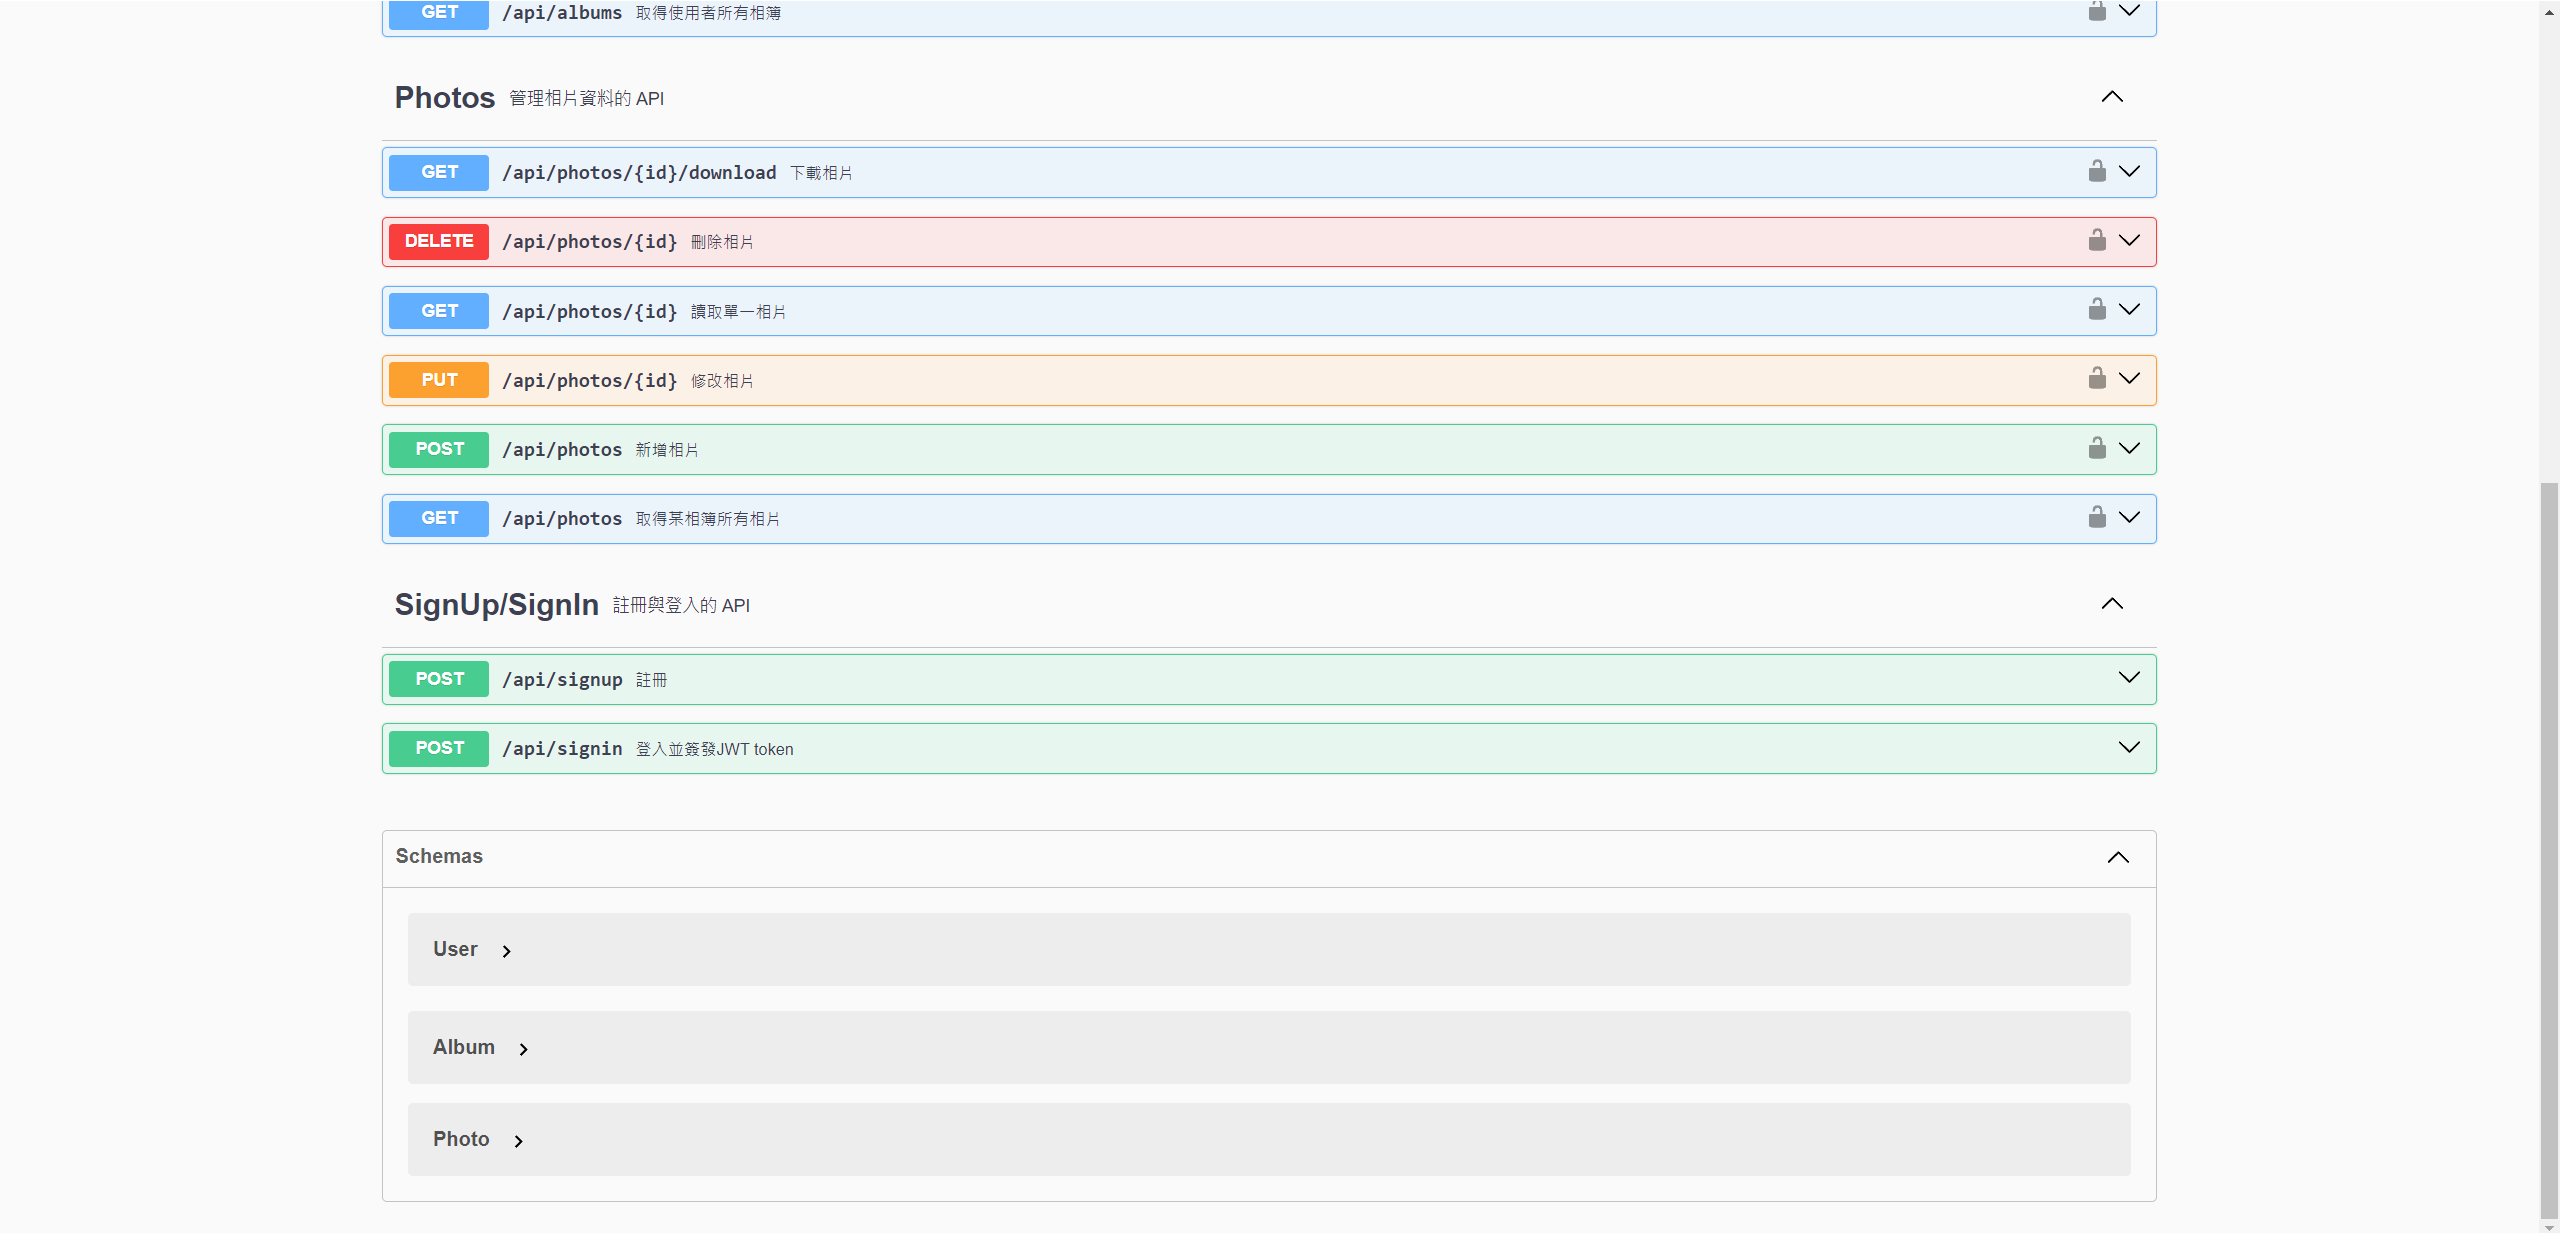 GET /api/albums 取得使用者所有相簿
Photos 管理相片資料的 API
GET /api/photos/{id}/download 下載相片
DELETE /api/photos/{id} 刪除相片
GET /api/photos/{id} 讀取單一相片
PUT /api/photos/{id} 修改相片
POST /api/photos 新增相片
GET /api/photos 取得某相簿所有相片
SignUp/SignIn 註冊與登入的 API
POST /api/signup 註冊
POST /api/signin 登入並簽發JWT token
Schemas
User
Album
Photo